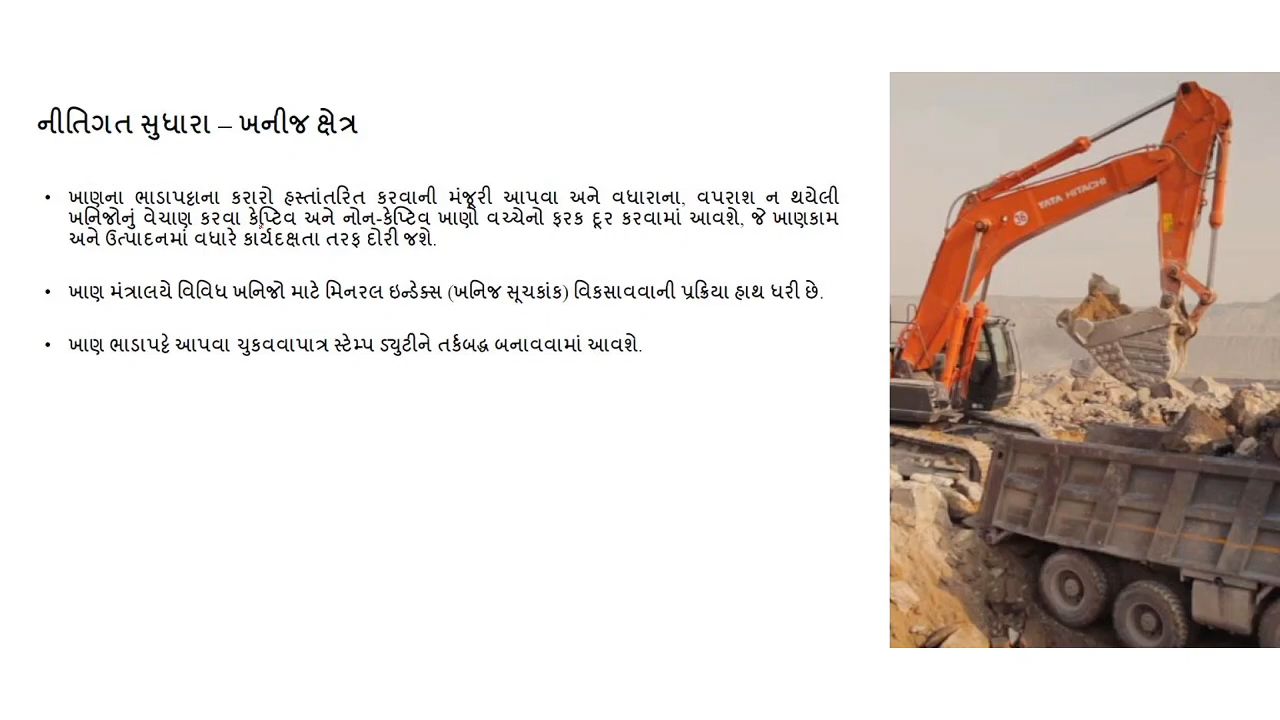 નીતિગત સુધારા – ખનીજ ક્ષેત્ર
• ખાણના ભાડાપટ્ટાના કરારો હસ્તાંતરિત કરવાની મંજૂરી આપવા અને વધારાના, વપરાશ ન થયેલી
ખનિજોનું વેચાણ કરવા કેપ્ટિવ અને નોન-કેપ્ટિવ ખાણો વચ્ચેનો ફરક દૂર કરવામાં આવશે, જે ખાણકામ
અને ઉત્પાદનમાં વધારે કાર્યદક્ષતા તરફ દોરી જશે.
• ખાણ મંત્રાલયે વિવિધ ખનિજો માટે મિનરલ ઇન્ડેક્સ (ખનિજ સૂચકાંક) વિકસાવવાની પ્રક્રિયા હાથ ધરી છે.
• ખાણ ભાડાપટ્ટે આપવા ચુકવવાપાત્ર સ્ટેમ્પ ડ્યુટીને તર્કબદ્ધ બનાવવામાં આવશે.
TATA HITACHI